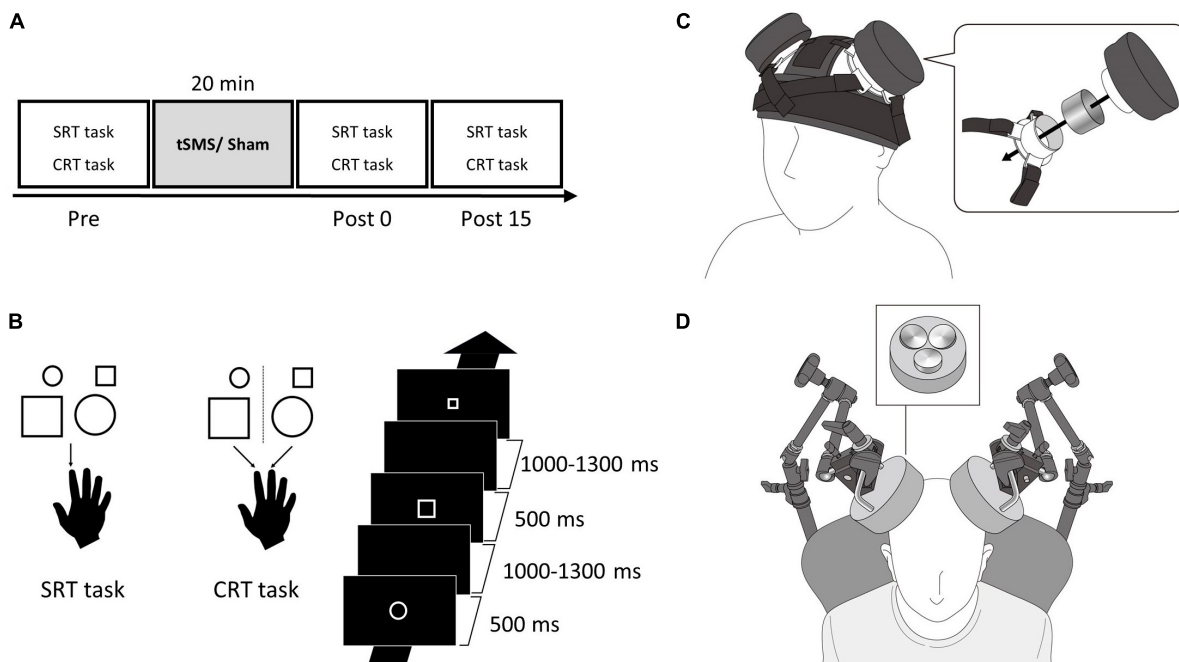 A
20 min
SRT task
CRT task
tSMS/ Sham
SRT task
CRT task
SRT task
CRT task
Pre
Post 0
Post 15
B
SRT task
CRT task
1000-1300 ms
500 ms
1000-1300 ms
500 ms
C
D